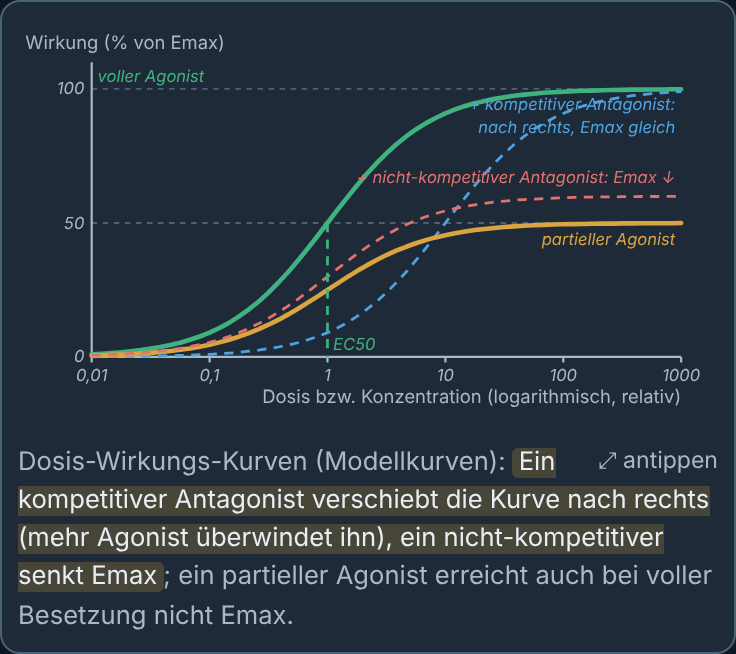 Wirkung (% von Emax)
voller Agonist
100
+ kompetitiver Antagonist:
nach rechts, Emax gleich
+ nicht-kompetitiver Antagonist: Emax ↓
50
partieller Agonist
EC50
0
0,01 0,1 1 10 100 1000
Dosis bzw. Konzentration (logarithmisch, relativ)
Dosis-Wirkungs-Kurven (Modellkurven): Ein
⤢ antippen
kompetitiver Antagonist verschiebt die Kurve nach rechts
(mehr Agonist überwindet ihn), ein nicht-kompetitiver
senkt Emax; ein partieller Agonist erreicht auch bei voller
Besetzung nicht Emax.